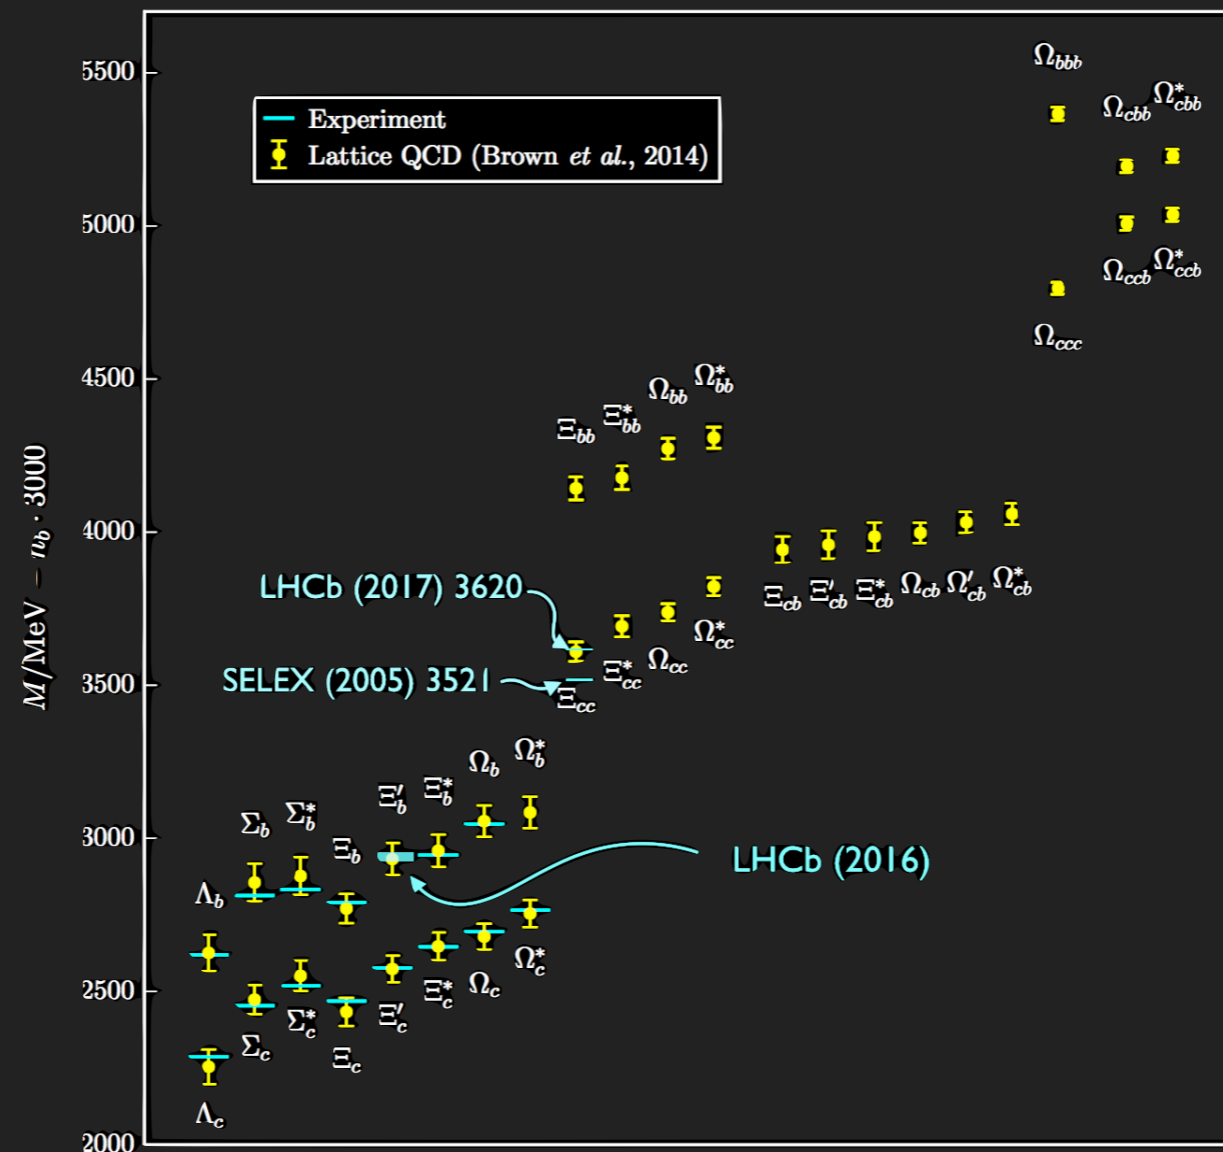 Ω_bbb
5500
Ω_cbb Ω*_cbb
Experiment
Lattice QCD (Brown et al., 2014)
5000
Ω_ccb Ω*_ccb
Ω_ccc
4500
Ξ_bb Ξ*_bb Ω_bb Ω*_bb
M/MeV − n_b · 3000
4000
LHCb (2017) 3620
Ξ_cb Ξ′_cb Ξ*_cb Ω_cb Ω′_cb Ω*_cb
SELEX (2005) 3521
3500
Ξ_cc Ξ*_cc Ω_cc Ω*_cc
Λ_b Σ_b Σ*_b Ξ_b Ξ′_b Ξ*_b Ω_b Ω*_b
3000
LHCb (2016)
2500
Λ_c Σ_c Σ*_c Ξ_c Ξ′_c Ξ*_c Ω_c Ω*_c
2000